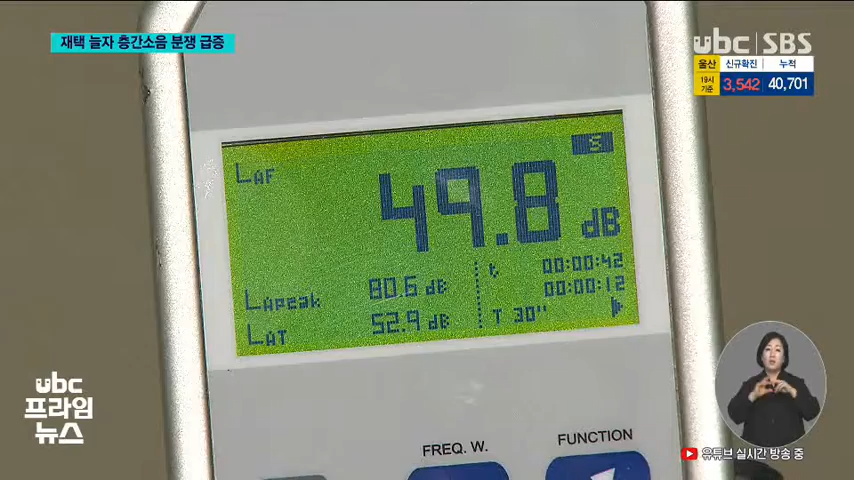 재택 늘자 층간소음 분쟁 급증
ubc SBS
울산 신규확진 누적
19시 기준 3,542 40,701
LAF S
49.8 dB
LApeak 80.6 dB
LAT 52.9 dB
t 00:00:42
00:00:12
T 30"
FREQ. W.
FUNCTION
ubc
프라임
뉴스
유튜브 실시간 방송 중